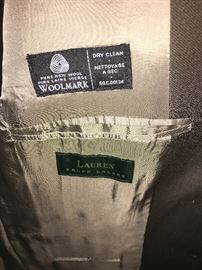 PURE NEW WOOL
PURE LAINE VIERGE
WOOLMARK
DRY CLEAN
NETTOYAGE
A SEC
LAUREN
RALPH LAUREN